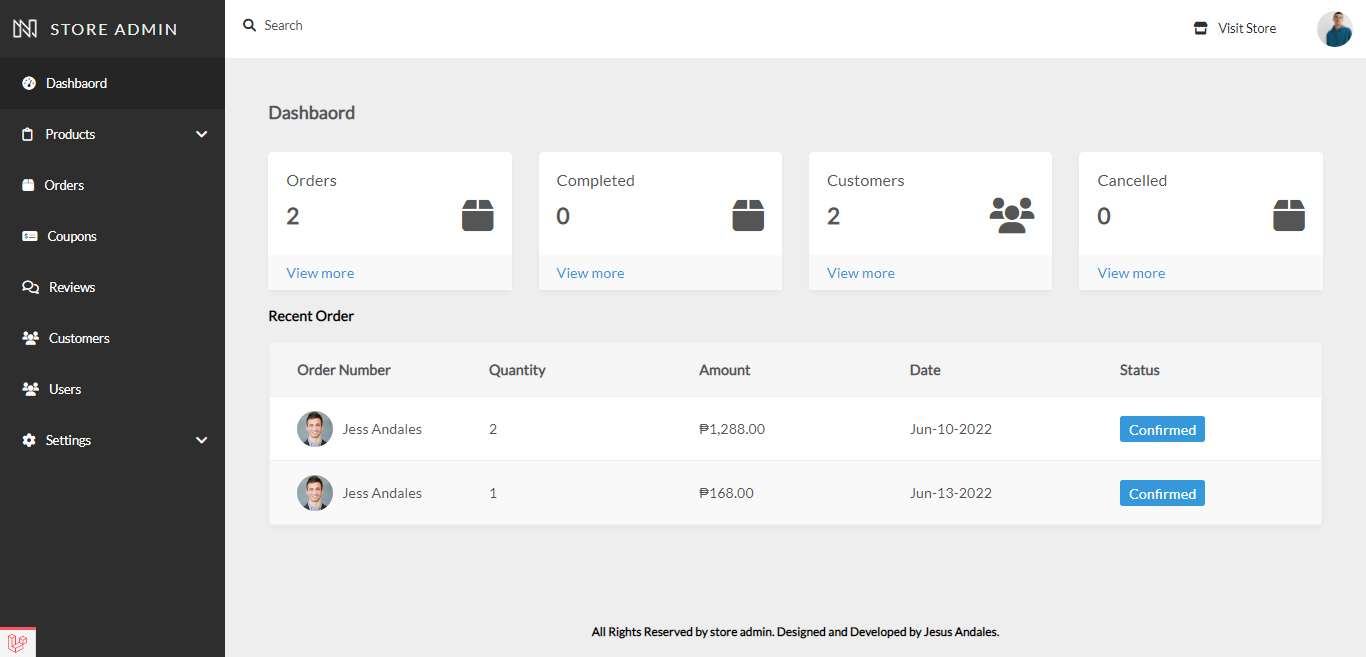 STORE ADMIN
Search
Visit Store
Dashbaord
Products
Orders
Coupons
Reviews
Customers
Users
Settings
Dashbaord
Orders
2
View more
Completed
0
View more
Customers
2
View more
Cancelled
0
View more
Recent Order
Order Number Quantity Amount Date Status
Jess Andales 2 ₱1,288.00 Jun-10-2022 Confirmed
Jess Andales 1 ₱168.00 Jun-13-2022 Confirmed
All Rights Reserved by store admin. Designed and Developed by Jesus Andales.